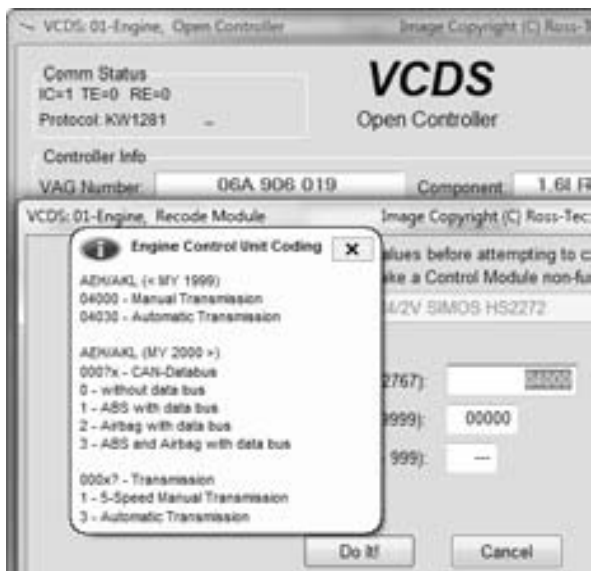 VCDS: 01-Engine, Open Controller
Image Copyright (C) Ross-Te
Comm Status
IC=1 TE=0 RE=0
Protocol: KW1281
VCDS
Open Controller
Controller Info
VAG Number: 06A 906 019 Component: 1.6l R
VCDS: 01-Engine, Recode Module
Image Copyright (C) Ross-Tec
Engine Control Unit Coding
AEH/AKL (< MY 1999)
04000 - Manual Transmission
04030 - Automatic Transmission
AEH/AKL (MY 2000 >)
000?x - CAN-Databus
0 - without data bus
1 - ABS with data bus
2 - Airbag with data bus
3 - ABS and Airbag with data bus
000x? - Transmission
1 - 5-Speed Manual Transmission
3 - Automatic Transmission
alues before attempting to c
ake a Control Module non-fu
4/2V SIMOS HS2272
2767): 04000
9999): 00000
999): ---
Do It!
Cancel